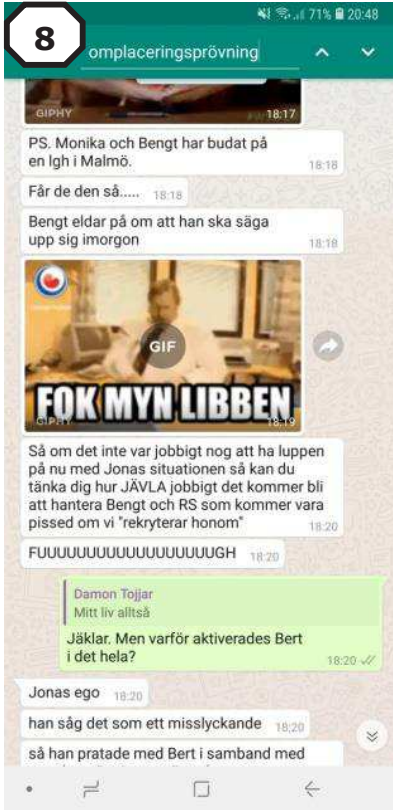 71% 20:48
8
omplaceringsprövning
GIPHY 18:17
PS. Monika och Bengt har budat på
en lgh i Malmö.
18:18
Får de den så..... 18:18
Bengt eldar på om att han ska säga
upp sig imorgon
18:18
GIF
FOK MYN LIBBEN
GIPHY 18:19
Så om det inte var jobbigt nog att ha luppen
på nu med Jonas situationen så kan du
tänka dig hur JÄVLA jobbigt det kommer bli
att hantera Bengt och RS som kommer vara
pissed om vi "rekryterar honom"
18:20
FUUUUUUUUUUUUUUUUUUGH 18:20
Damon Tojjar
Mitt liv alltså
Jäklar. Men varför aktiverades Bert
i det hela?
18:20
Jonas ego 18:20
han såg det som ett misslyckande 18:20
så han pratade med Bert i samband med